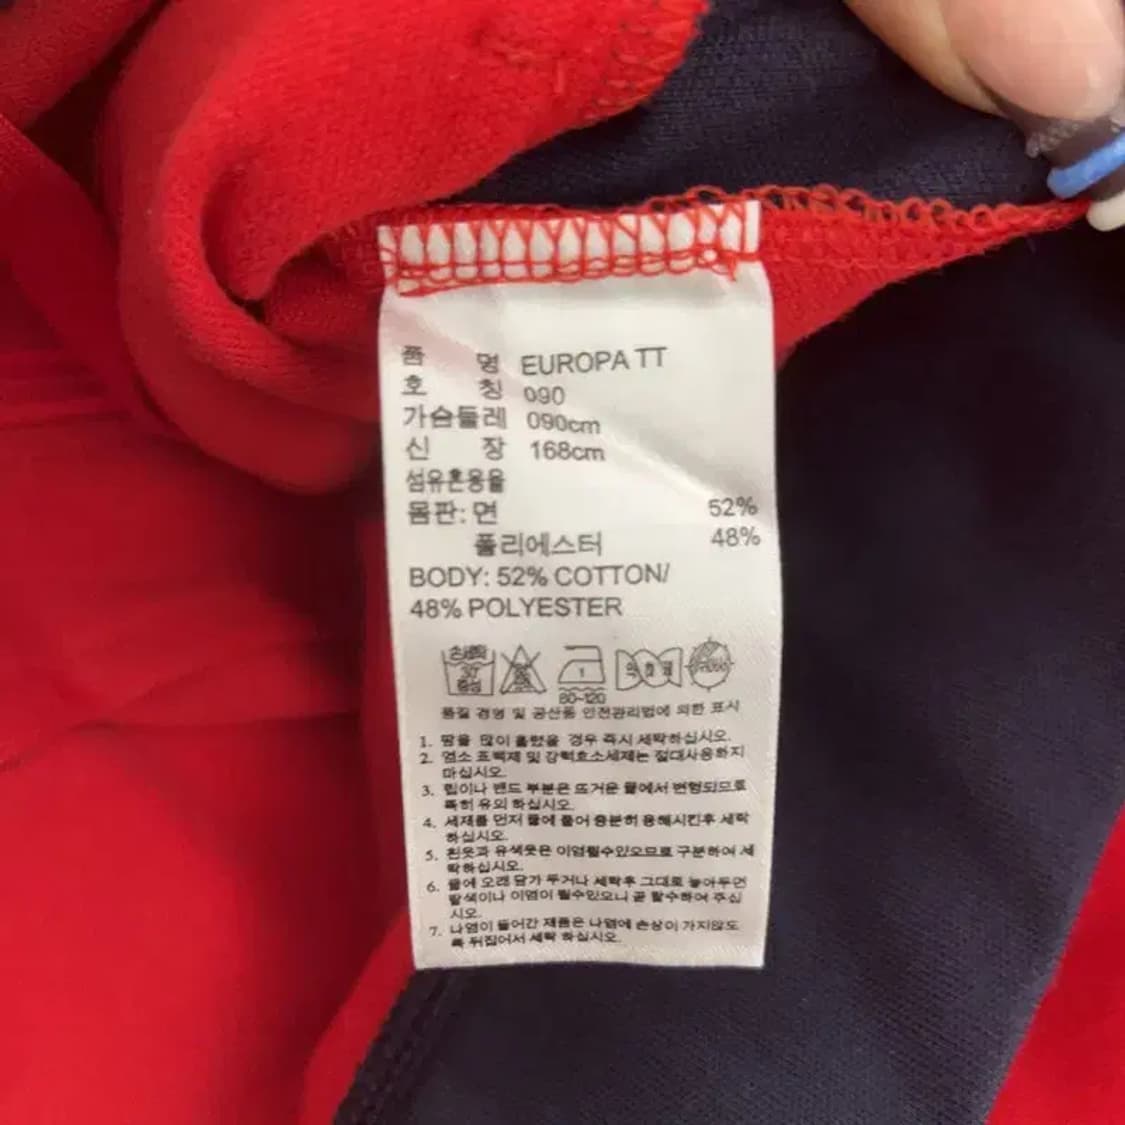 품 명 EUROPA TT
호 칭 090
가슴둘레 090cm
신 장 168cm
섬유혼용율
몸판: 면 52%
폴리에스터 48%
BODY: 52% COTTON/
48% POLYESTER
손세탁
30
중성
1
80~120
약 하 게
품질 경영 및 공산품 안전관리법에 의한 표시
1. 땀을 많이 흘렸을 경우 즉시 세탁하십시오.
2. 염소 표백제 및 강력효소세제는 절대사용하지
마십시오.
3. 립이나 밴드 부분은 뜨거운 물에서 변형되므로
특히 유의 하십시오.
4. 세제를 먼저 물에 풀어 충분히 용해시킨후 세탁
하십시오.
5. 흰옷과 유색옷은 이염될수있으므로 구분하여 세
탁하십시오.
6. 물에 오래 담가 두거나 세탁후 그대로 놓아두면
탈색이나 이염이 될수있으니 곧 탈수하여 주십
시오.
7. 나염이 들어간 제품은 나염에 손상이 가지않도
록 뒤집어서 세탁 하십시오.